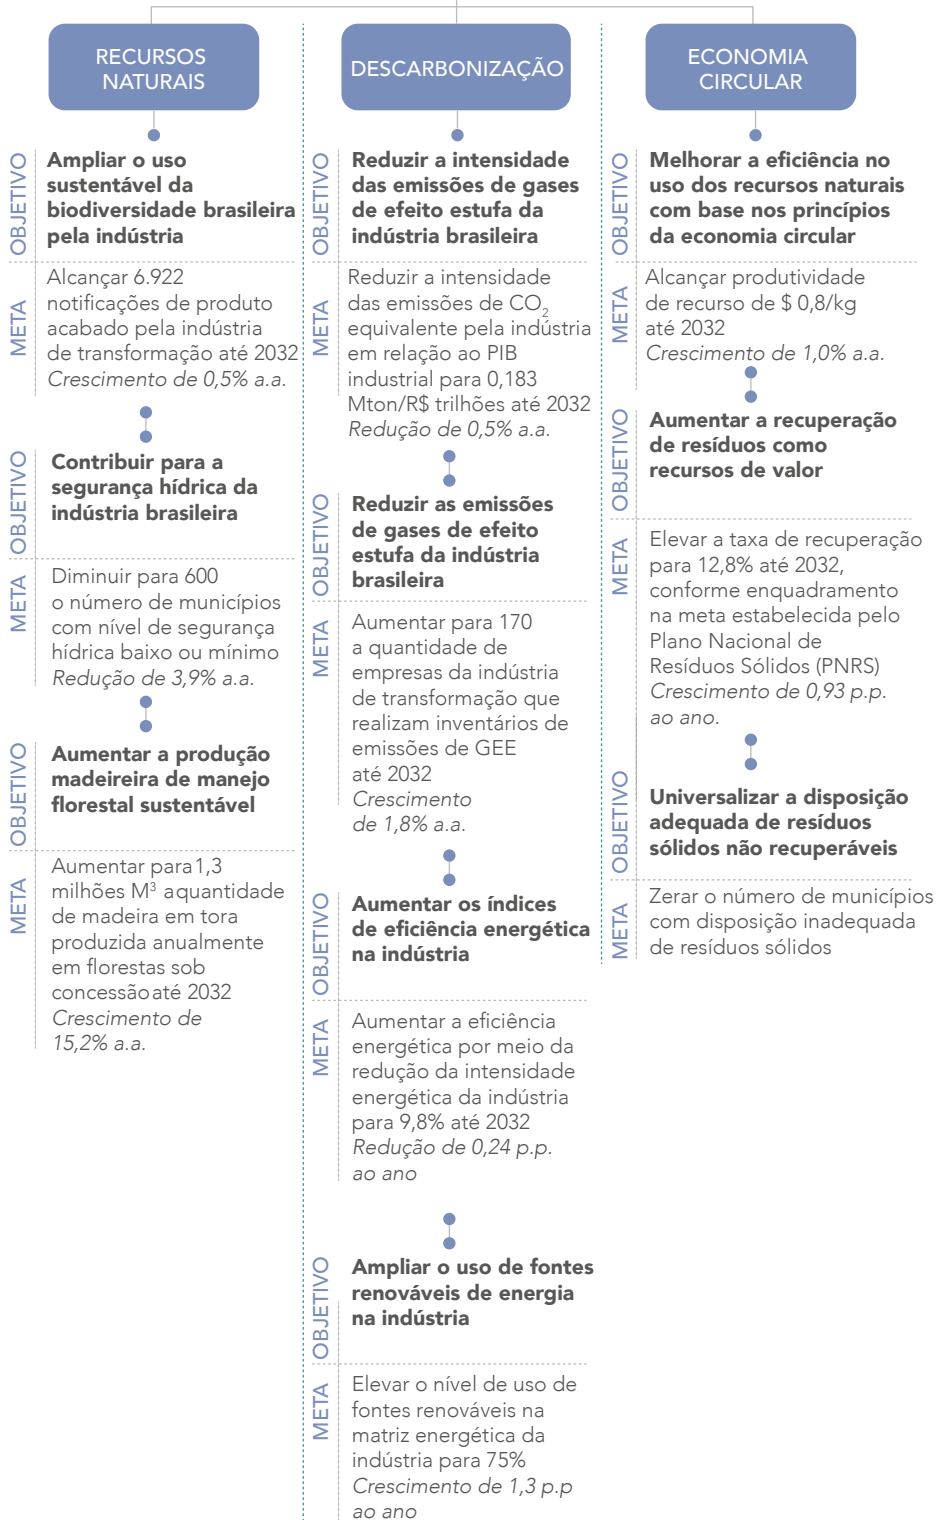 RECURSOS
NATURAIS
OBJETIVO
Ampliar o uso
sustentável da
biodiversidade brasileira
pela indústria
META
Alcançar 6.922
notificações de produto
acabado pela indústria
de transformação até 2032
Crescimento de 0,5% a.a.
OBJETIVO
Contribuir para a
segurança hídrica da
indústria brasileira
META
Diminuir para 600
o número de municípios
com nível de segurança
hídrica baixo ou mínimo
Redução de 3,9% a.a.
OBJETIVO
Aumentar a produção
madeireira de manejo
florestal sustentável
META
Aumentar para 1,3
milhões M³ a quantidade
de madeira em tora
produzida anualmente
em florestas sob
concessão até 2032
Crescimento de
15,2% a.a.
DESCARBONIZAÇÃO
OBJETIVO
Reduzir a intensidade
das emissões de gases
de efeito estufa da
indústria brasileira
META
Reduzir a intensidade
das emissões de CO₂
equivalente pela indústria
em relação ao PIB
industrial para 0,183
Mton/R$ trilhões até 2032
Redução de 0,5% a.a.
OBJETIVO
Reduzir as emissões
de gases de efeito
estufa da indústria
brasileira
META
Aumentar para 170
a quantidade de
empresas da indústria
de transformação que
realizam inventários de
emissões de GEE
até 2032
Crescimento
de 1,8% a.a.
OBJETIVO
Aumentar os índices
de eficiência energética
na indústria
META
Aumentar a eficiência
energética por meio da
redução da intensidade
energética da indústria
para 9,8% até 2032
Redução de 0,24 p.p.
ao ano
OBJETIVO
Ampliar o uso de fontes
renováveis de energia
na indústria
META
Elevar o nível de uso de
fontes renováveis na
matriz energética da
indústria para 75%
Crescimento de 1,3 p.p
ao ano
ECONOMIA
CIRCULAR
OBJETIVO
Melhorar a eficiência no
uso dos recursos naturais
com base nos princípios
da economia circular
META
Alcançar produtividade
de recurso de $ 0,8/kg
até 2032
Crescimento de 1,0% a.a.
OBJETIVO
Aumentar a recuperação
de resíduos como
recursos de valor
META
Elevar a taxa de recuperação
para 12,8% até 2032,
conforme enquadramento
na meta estabelecida pelo
Plano Nacional de
Resíduos Sólidos (PNRS)
Crescimento de 0,93 p.p.
ao ano.
OBJETIVO
Universalizar a disposição
adequada de resíduos
sólidos não recuperáveis
META
Zerar o número de municípios
com disposição inadequada
de resíduos sólidos